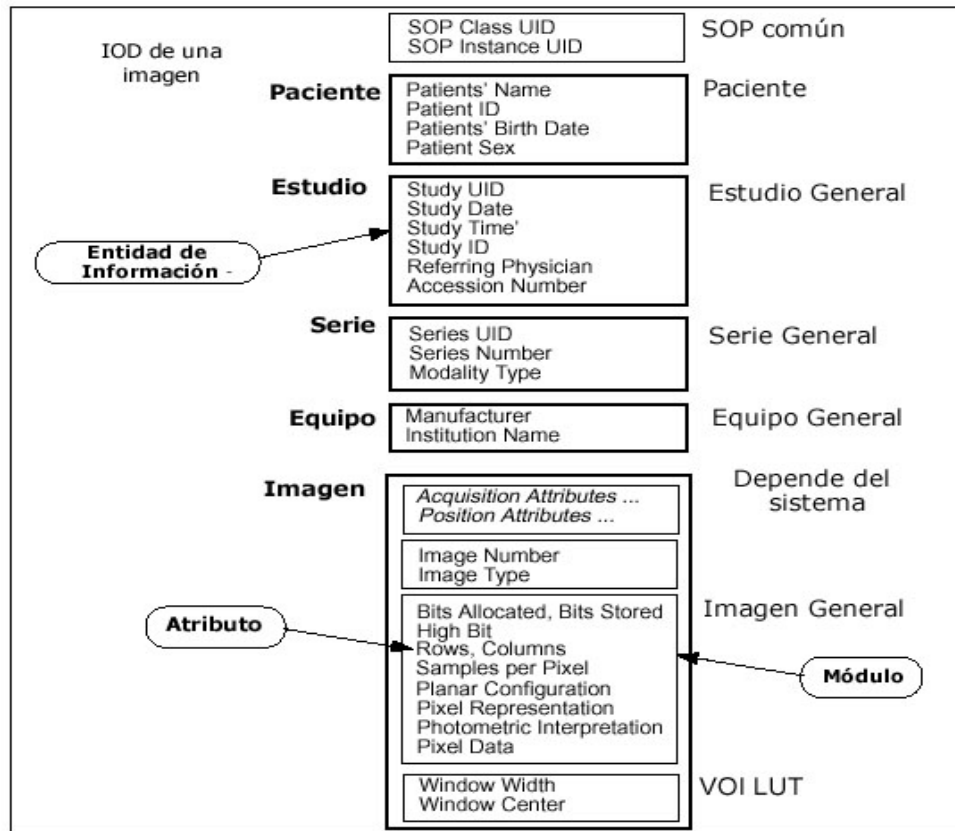 IOD de una
imagen
SOP Class UID
SOP Instance UID
SOP común
Paciente
Patients' Name
Patient ID
Patients' Birth Date
Patient Sex
Paciente
Estudio
Study UID
Study Date
Study Time'
Study ID
Referring Physician
Accession Number
Estudio General
Entidad de
Información -
Serie
Series UID
Series Number
Modality Type
Serie General
Equipo
Manufacturer
Institution Name
Equipo General
Imagen
Acquisition Attributes ...
Position Attributes ...
Depende del
sistema
Image Number
Image Type
Bits Allocated, Bits Stored
High Bit
Rows, Columns
Samples per Pixel
Planar Configuration
Pixel Representation
Photometric Interpretation
Pixel Data
Imagen General
Atributo
Módulo
Window Width
Window Center
VOI LUT